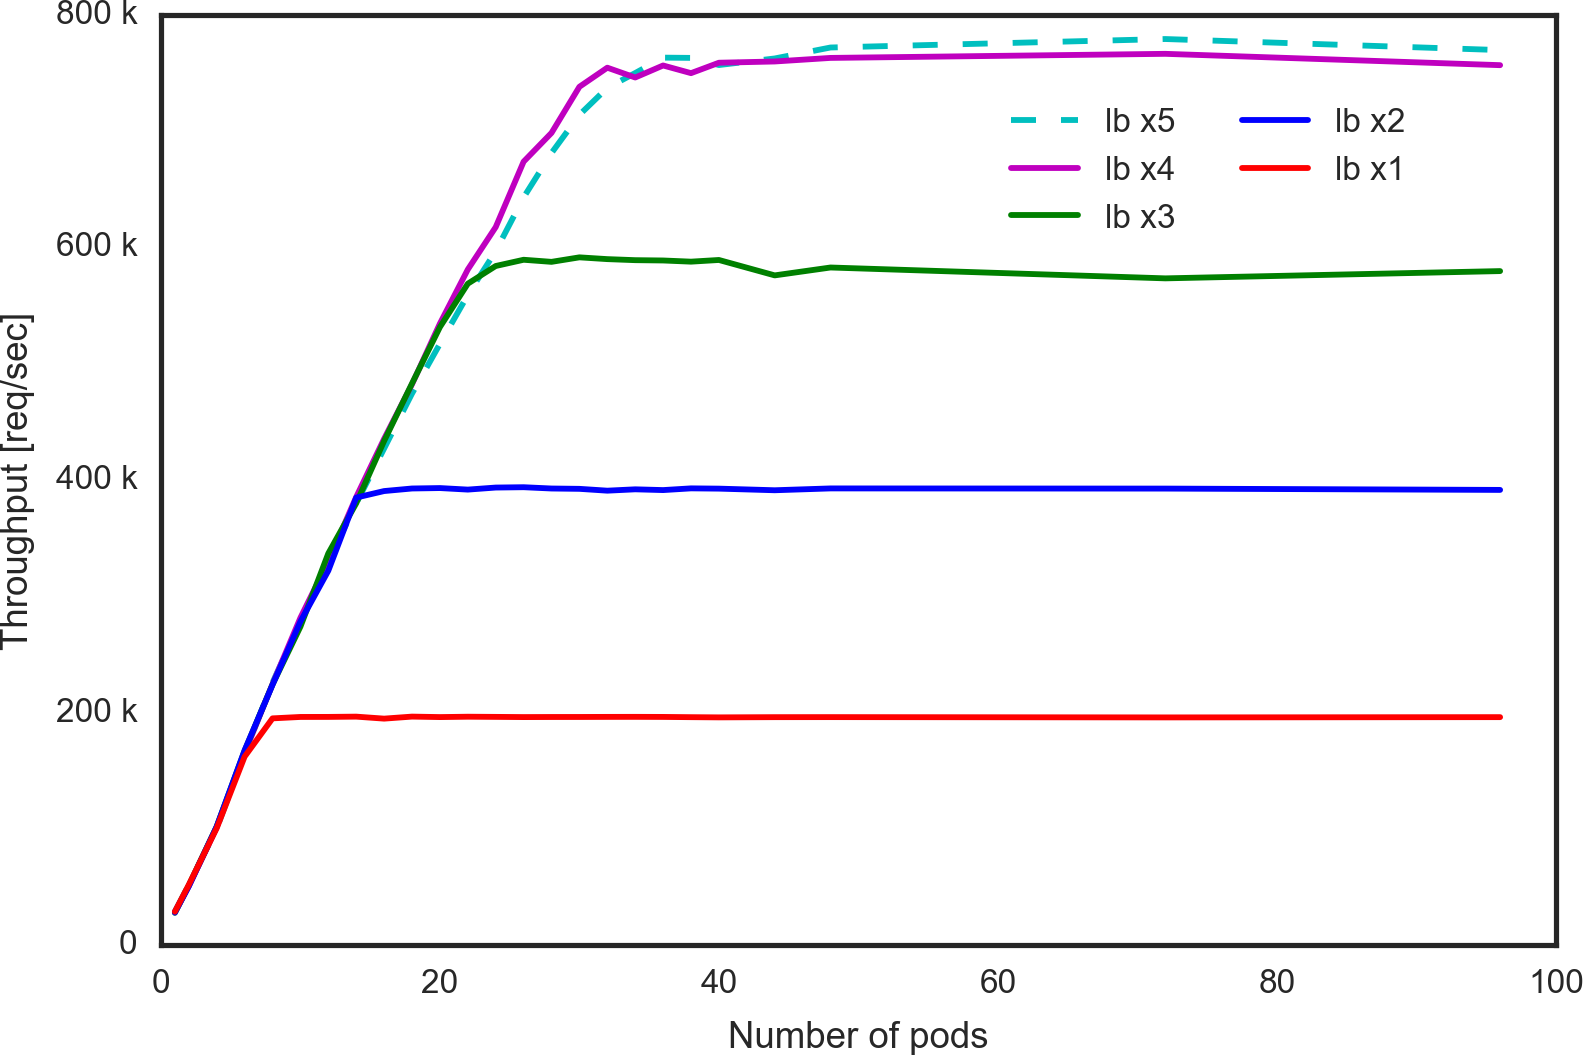 800 k
600 k
400 k
200 k
0
Throughput [req/sec]
lb x5
lb x4
lb x3
lb x2
lb x1
0 20 40 60 80 100
Number of pods